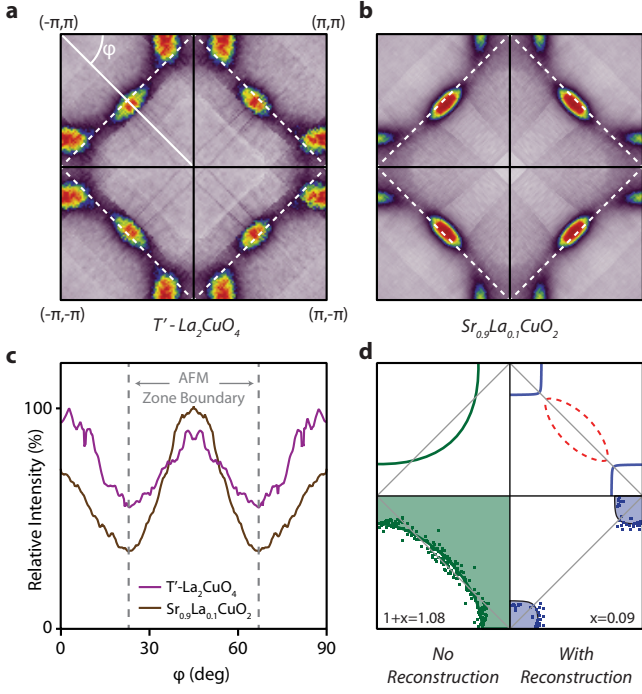 a
b
(-π,π)
(π,π)
φ
(-π,-π)
(π,-π)
T' - La2CuO4
Sr0.9La0.1CuO2
c
d
AFM
Zone Boundary
100
0
Relative Intensity (%)
T'-La2CuO4
Sr0.9La0.1CuO2
0
30
60
90
φ (deg)
1+x=1.08
x=0.09
No
Reconstruction
With
Reconstruction